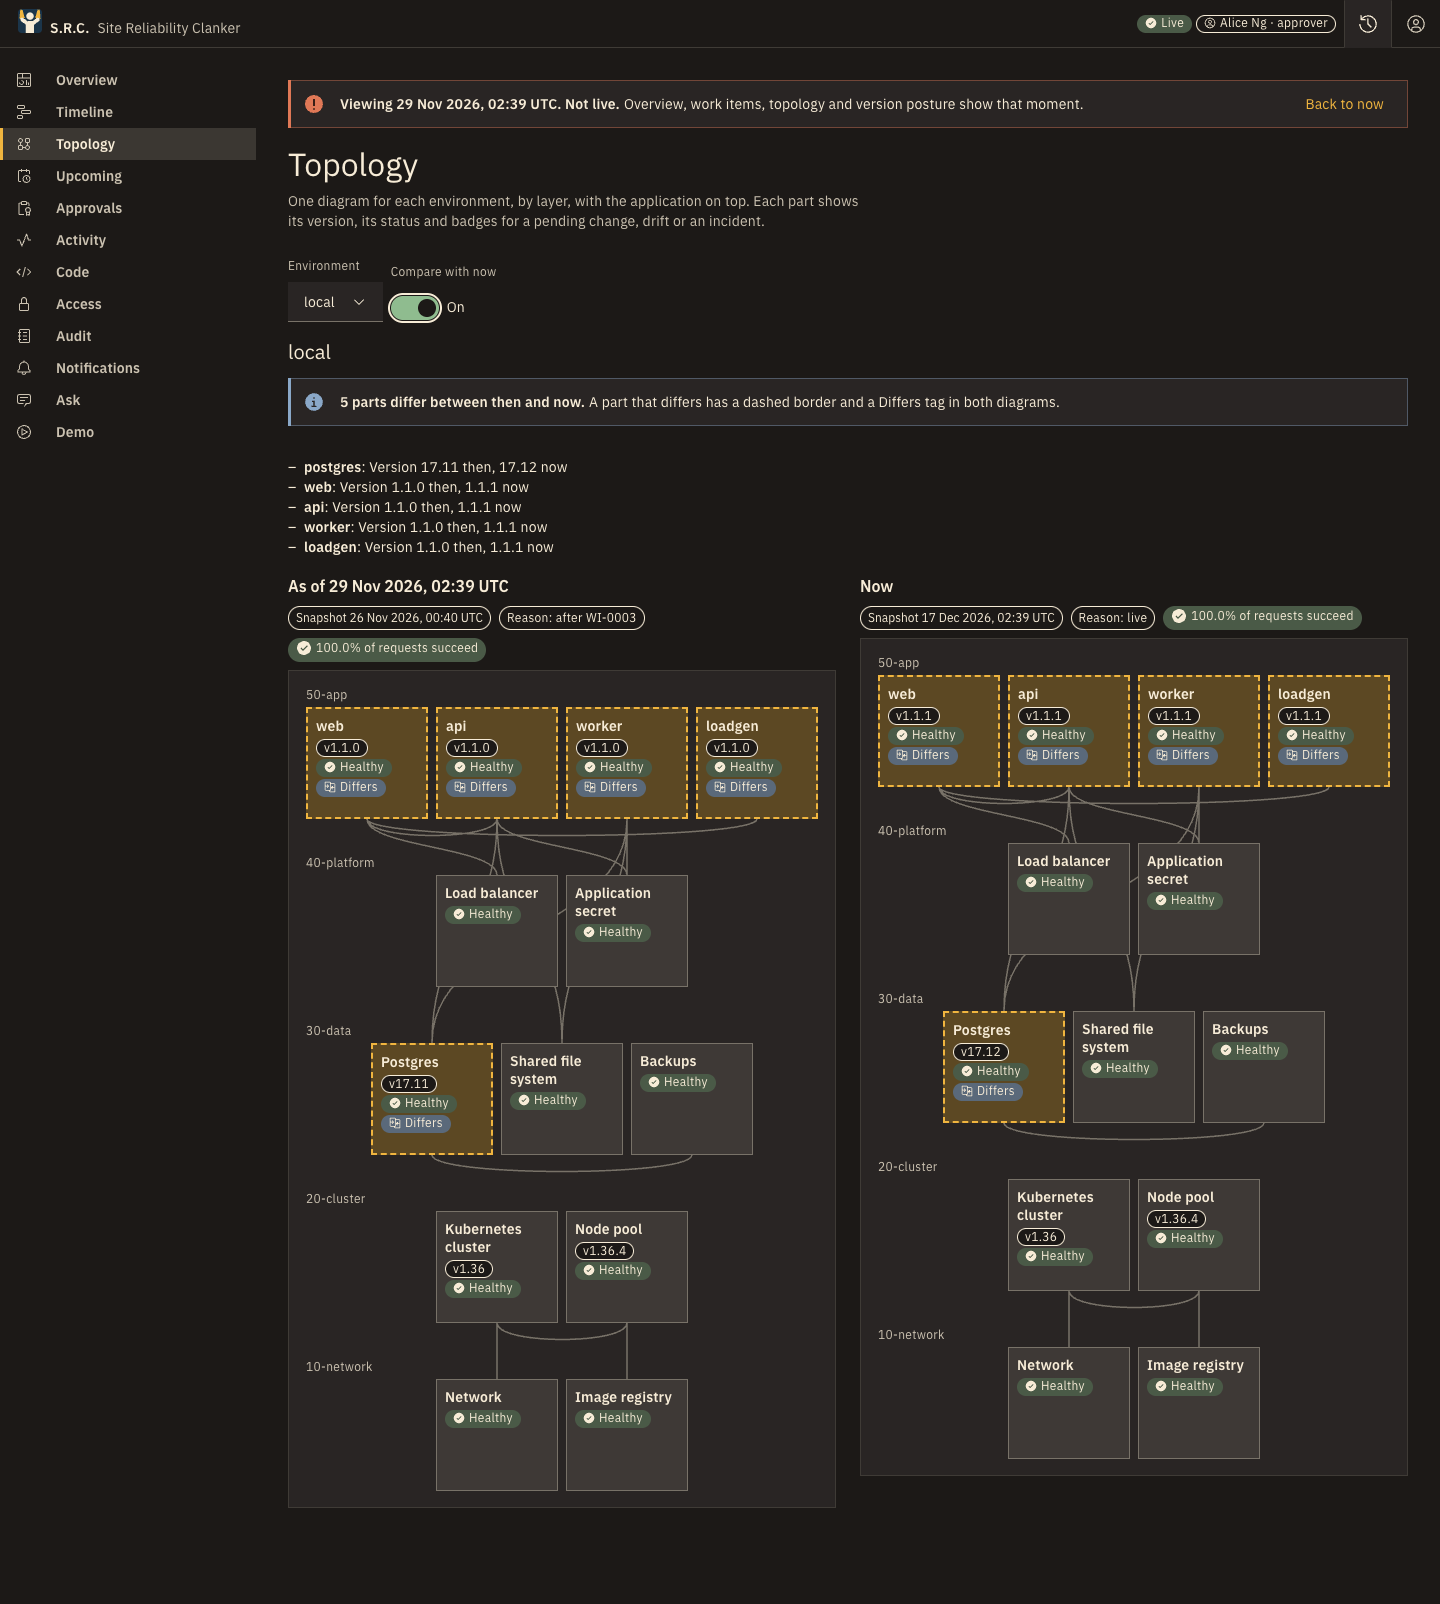 S.R.C. Site Reliability Clanker
Live
Alice Ng · approver
Overview
Timeline
Topology
Upcoming
Approvals
Activity
Code
Access
Audit
Notifications
Ask
Demo
Viewing 29 Nov 2026, 02:39 UTC. Not live. Overview, work items, topology and version posture show that moment.
Back to now
Topology
One diagram for each environment, by layer, with the application on top. Each part shows
its version, its status and badges for a pending change, drift or an incident.
Environment
local
Compare with now
On
local
5 parts differ between then and now. A part that differs has a dashed border and a Differs tag in both diagrams.
– postgres: Version 17.11 then, 17.12 now
– web: Version 1.1.0 then, 1.1.1 now
– api: Version 1.1.0 then, 1.1.1 now
– worker: Version 1.1.0 then, 1.1.1 now
– loadgen: Version 1.1.0 then, 1.1.1 now
As of 29 Nov 2026, 02:39 UTC
Snapshot 26 Nov 2026, 00:40 UTC
Reason: after WI-0003
100.0% of requests succeed
50-app
web
v1.1.0
Healthy
Differs
api
v1.1.0
Healthy
Differs
worker
v1.1.0
Healthy
Differs
loadgen
v1.1.0
Healthy
Differs
40-platform
Load balancer
Healthy
Application
secret
Healthy
30-data
Postgres
v17.11
Healthy
Differs
Shared file
system
Healthy
Backups
Healthy
20-cluster
Kubernetes
cluster
v1.36
Healthy
Node pool
v1.36.4
Healthy
10-network
Network
Healthy
Image registry
Healthy
Now
Snapshot 17 Dec 2026, 02:39 UTC
Reason: live
100.0% of requests succeed
50-app
web
v1.1.1
Healthy
Differs
api
v1.1.1
Healthy
Differs
worker
v1.1.1
Healthy
Differs
loadgen
v1.1.1
Healthy
Differs
40-platform
Load balancer
Healthy
Application
secret
Healthy
30-data
Postgres
v17.12
Healthy
Differs
Shared file
system
Healthy
Backups
Healthy
20-cluster
Kubernetes
cluster
v1.36
Healthy
Node pool
v1.36.4
Healthy
10-network
Network
Healthy
Image registry
Healthy